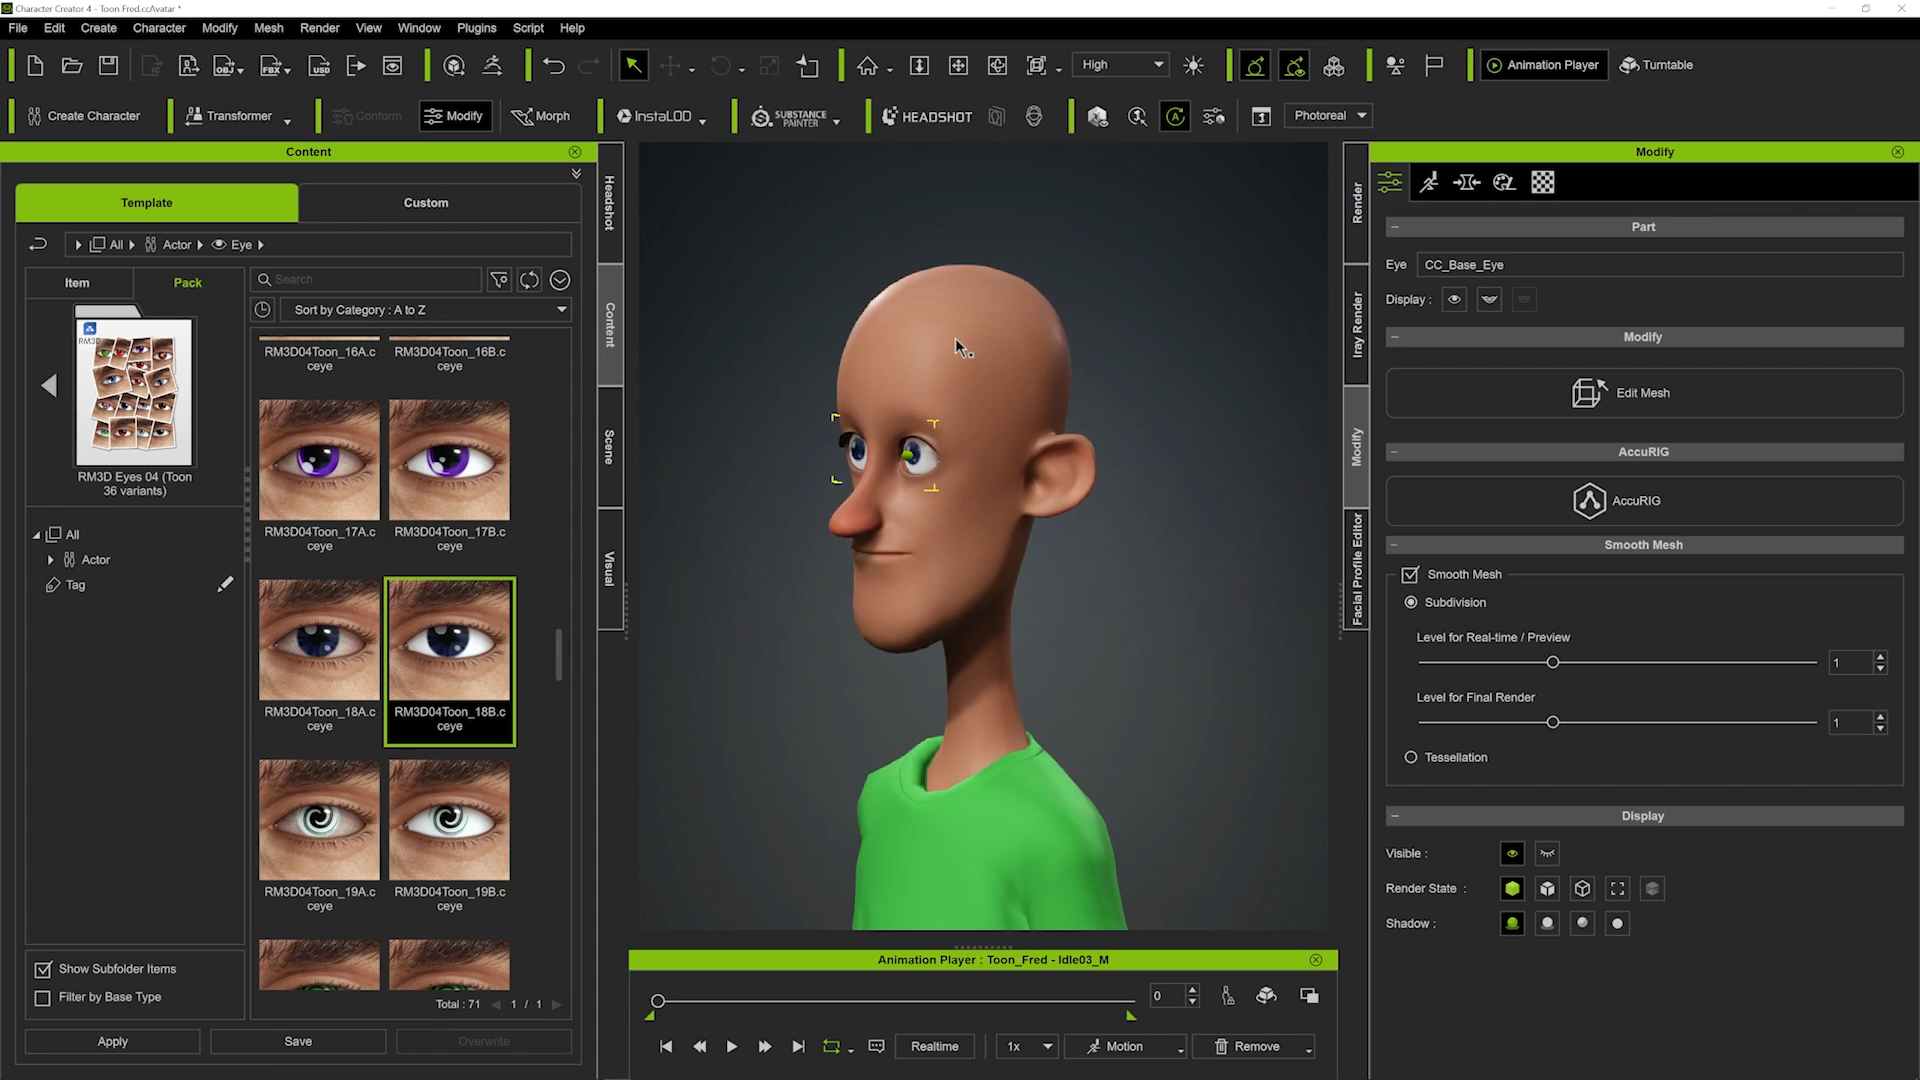 Character Creator 4 - Toon Fred.ccAvatar *
File Edit Create Character Modify Mesh Render View Window Plugins Script Help
OBJ FBX USD High Animation Player Turntable
Create Character Transformer Conform Modify Morph InstaLOD SUBSTANCE PAINTER HEADSHOT Photoreal
Content
Template Custom
All Actor Eye
Item Pack
Search
Sort by Category : A to Z
RM3D
RM3D Eyes 04 (Toon 
36 variants)
All
Actor
Tag
RM3D04Toon_16A.c
ceye
RM3D04Toon_16B.c
ceye
RM3D04Toon_17A.c
ceye
RM3D04Toon_17B.c
ceye
RM3D04Toon_18A.c
ceye
RM3D04Toon_18B.c
ceye
RM3D04Toon_19A.c
ceye
RM3D04Toon_19B.c
ceye
Show Subfolder Items
Filter by Base Type
Total : 71 1 / 1
Apply Save Overwrite
Headshot
Content
Scene
Visual
Animation Player : Toon_Fred - Idle03_M
0
Realtime 1x Motion Remove
Render
Iray Render
Modify
Facial Profile Editor
Modify
Part
Eye CC_Base_Eye
Display :
Modify
Edit Mesh
AccuRIG
AccuRIG
Smooth Mesh
Smooth Mesh
Subdivision
Level for Real-time / Preview
1
Level for Final Render
1
Tessellation
Display
Visible :
Render State :
Shadow :